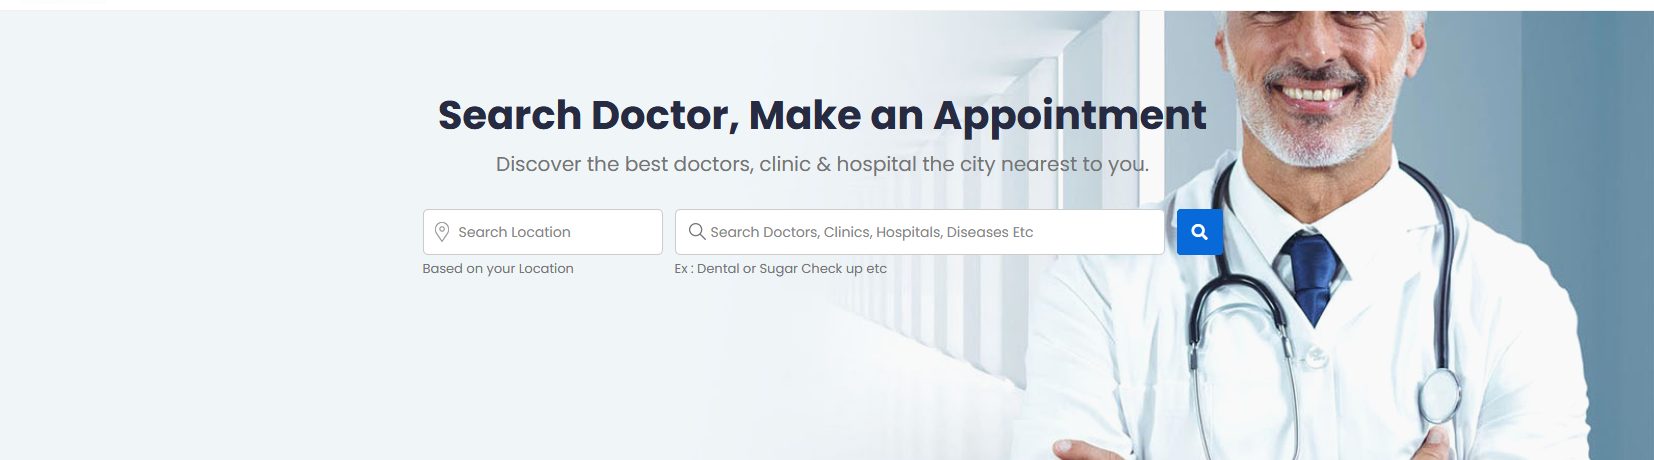 Search Doctor, Make an Appointment
Discover the best doctors, clinic & hospital the city nearest to you.
Search Location
Search Doctors, Clinics, Hospitals, Diseases Etc
Based on your Location
Ex : Dental or Sugar Check up etc